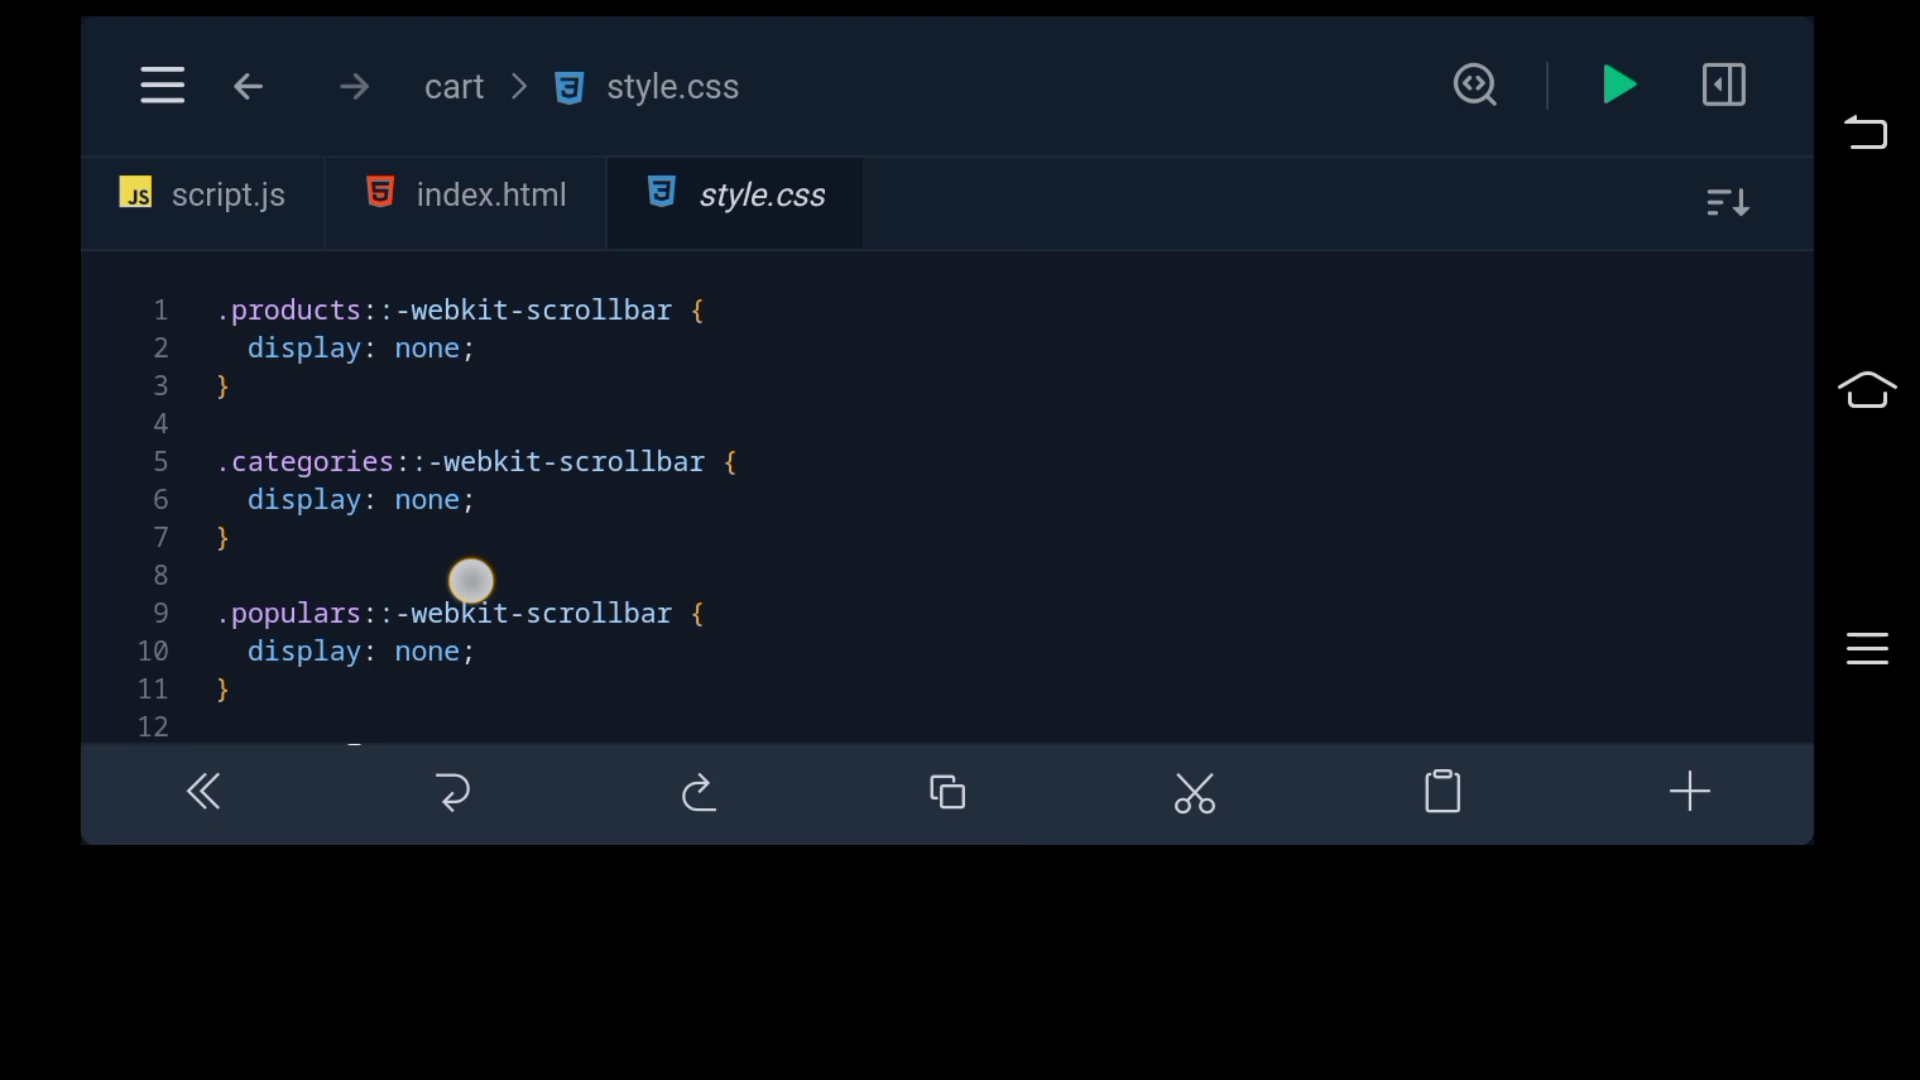 cart > style.css
script.js index.html style.css
1 .products::-webkit-scrollbar {
2 display: none;
3 }
4
5 .categories::-webkit-scrollbar {
6 display: none;
7 }
8
9 .populars::-webkit-scrollbar {
10 display: none;
11 }
12